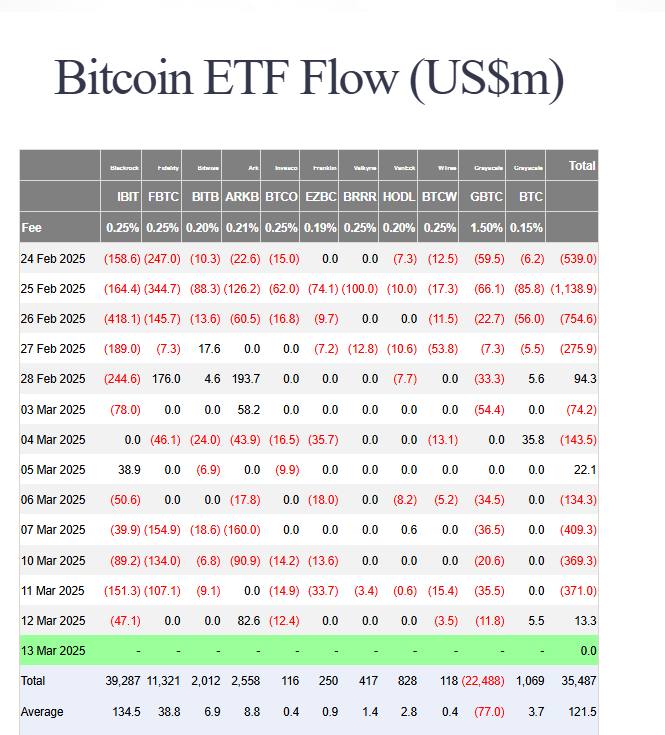 Bitcoin ETF Flow (US$m)
Blackrock Fidelity Bitwise Ark Invesco Franklin Valkyrie VanEck WTree Grayscale Grayscale Total
IBIT FBTC BITB ARKB BTCO EZBC BRRR HODL BTCW GBTC BTC
Fee 0.25% 0.25% 0.20% 0.21% 0.25% 0.19% 0.25% 0.20% 0.25% 1.50% 0.15%
24 Feb 2025 (158.6) (247.0) (10.3) (22.6) (15.0) 0.0 0.0 (7.3) (12.5) (59.5) (6.2) (539.0)
25 Feb 2025 (164.4) (344.7) (88.3) (126.2) (62.0) (74.1) (100.0) (10.0) (17.3) (66.1) (85.8) (1,138.9)
26 Feb 2025 (418.1) (145.7) (13.6) (60.5) (16.8) (9.7) 0.0 0.0 (11.5) (22.7) (56.0) (754.6)
27 Feb 2025 (189.0) (7.3) 17.6 0.0 0.0 (7.2) (12.8) (10.6) (53.8) (7.3) (5.5) (275.9)
28 Feb 2025 (244.6) 176.0 4.6 193.7 0.0 0.0 0.0 (7.7) 0.0 (33.3) 5.6 94.3
03 Mar 2025 (78.0) 0.0 0.0 58.2 0.0 0.0 0.0 0.0 0.0 (54.4) 0.0 (74.2)
04 Mar 2025 0.0 (46.1) (24.0) (43.9) (16.5) (35.7) 0.0 0.0 (13.1) 0.0 35.8 (143.5)
05 Mar 2025 38.9 0.0 (6.9) 0.0 (9.9) 0.0 0.0 0.0 0.0 0.0 0.0 22.1
06 Mar 2025 (50.6) 0.0 0.0 (17.8) 0.0 (18.0) 0.0 (8.2) (5.2) (34.5) 0.0 (134.3)
07 Mar 2025 (39.9) (154.9) (18.6) (160.0) 0.0 0.0 0.0 0.6 0.0 (36.5) 0.0 (409.3)
10 Mar 2025 (89.2) (134.0) (6.8) (90.9) (14.2) (13.6) 0.0 0.0 0.0 (20.6) 0.0 (369.3)
11 Mar 2025 (151.3) (107.1) (9.1) 0.0 (14.9) (33.7) (3.4) (0.6) (15.4) (35.5) 0.0 (371.0)
12 Mar 2025 (47.1) 0.0 0.0 82.6 (12.4) 0.0 0.0 0.0 (3.5) (11.8) 5.5 13.3
13 Mar 2025 - - - - - - - - - - - 0.0
Total 39,287 11,321 2,012 2,558 116 250 417 828 118 (22,488) 1,069 35,487
Average 134.5 38.8 6.9 8.8 0.4 0.9 1.4 2.8 0.4 (77.0) 3.7 121.5